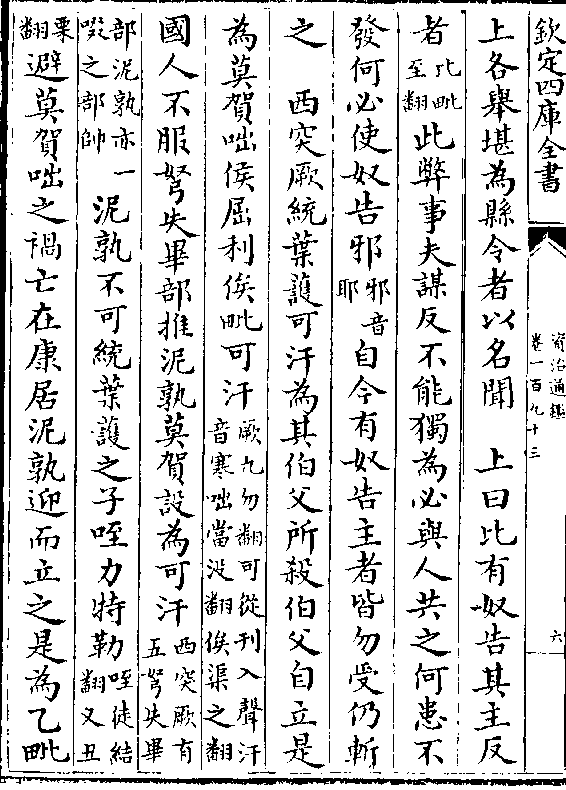 欽定四庫全書
資治通鑑
卷一百九十三
六
上各舉堪為縣令者以名聞　上曰比有奴告其主反
者比毗至翻此弊事夫謀反不能獨為必與人共之何患不
發何必使奴告邪邪音耶自今有奴告主者皆勿受仍斬
之　西突厥統葉護可汗為其伯父所殺伯父自立是
為莫賀咄侯屈利俟毗可汗厥九勿翻可從刊入聲汗音寒咄當沒翻俟渠之翻
國人不服弩失畢部推泥孰莫賀設為可汗西突厥有五弩失畢
部泥孰亦啜之部帥一泥孰不可統葉護之子咥力特勒咥徒結翻又丑
栗翻避莫賀咄之禍亡在康居泥孰迎而立之是為乙毗